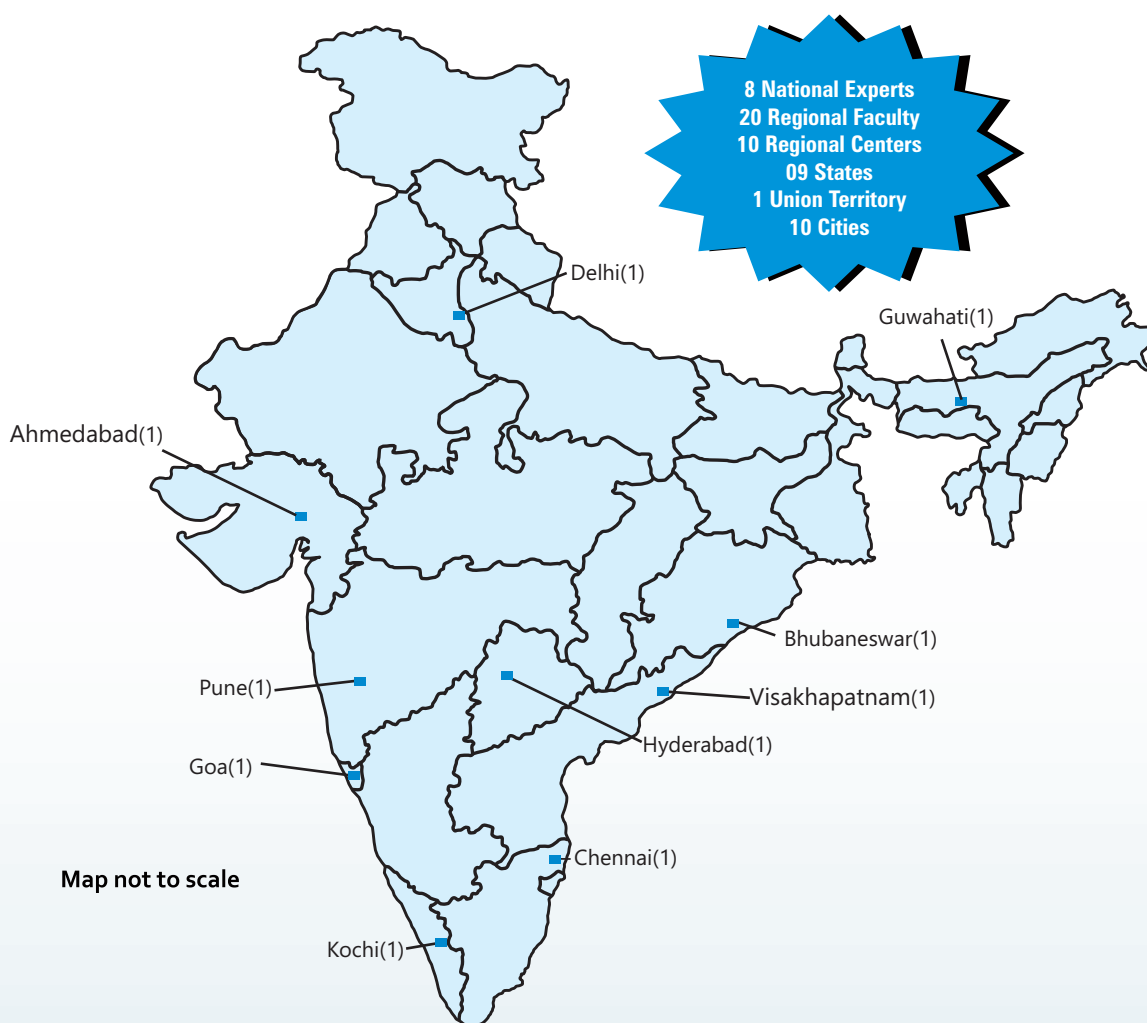 8 National Experts
20 Regional Faculty
10 Regional Centers
09 States
1 Union Territory
10 Cities
Delhi(1)
Guwahati(1)
Ahmedabad(1)
Bhubaneswar(1)
Pune(1)
Visakhapatnam(1)
Hyderabad(1)
Goa(1)
Chennai(1)
Map not to scale
Kochi(1)